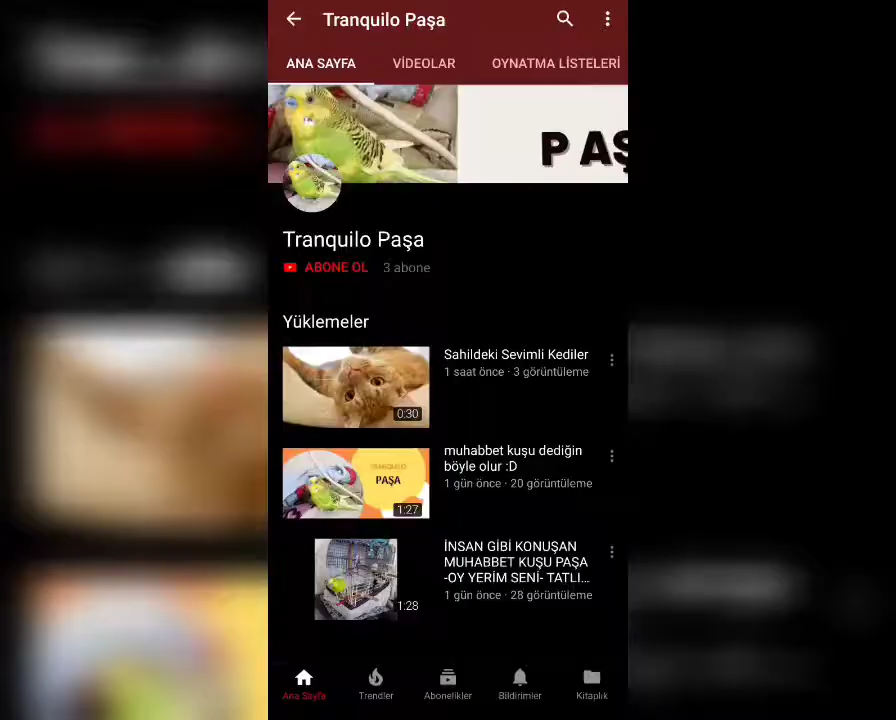 Tranquilo Paşa
ANA SAYFA VİDEOLAR OYNATMA LİSTELERİ
PAŞ
Tranquilo Paşa
ABONE OL 3 abone
Yüklemeler
Sahildeki Sevimli Kediler
1 saat önce · 3 görüntüleme
0:30
muhabbet kuşu dediğin
böyle olur :D
1 gün önce · 20 görüntüleme
TRANQUILO
PAŞA
1:27
İNSAN GİBİ KONUŞAN
MUHABBET KUŞU PAŞA
-OY YERİM SENİ- TATLI...
1 gün önce · 28 görüntüleme
1:28
Ana Sayfa Trendler Abonelikler Bildirimler Kitaplık